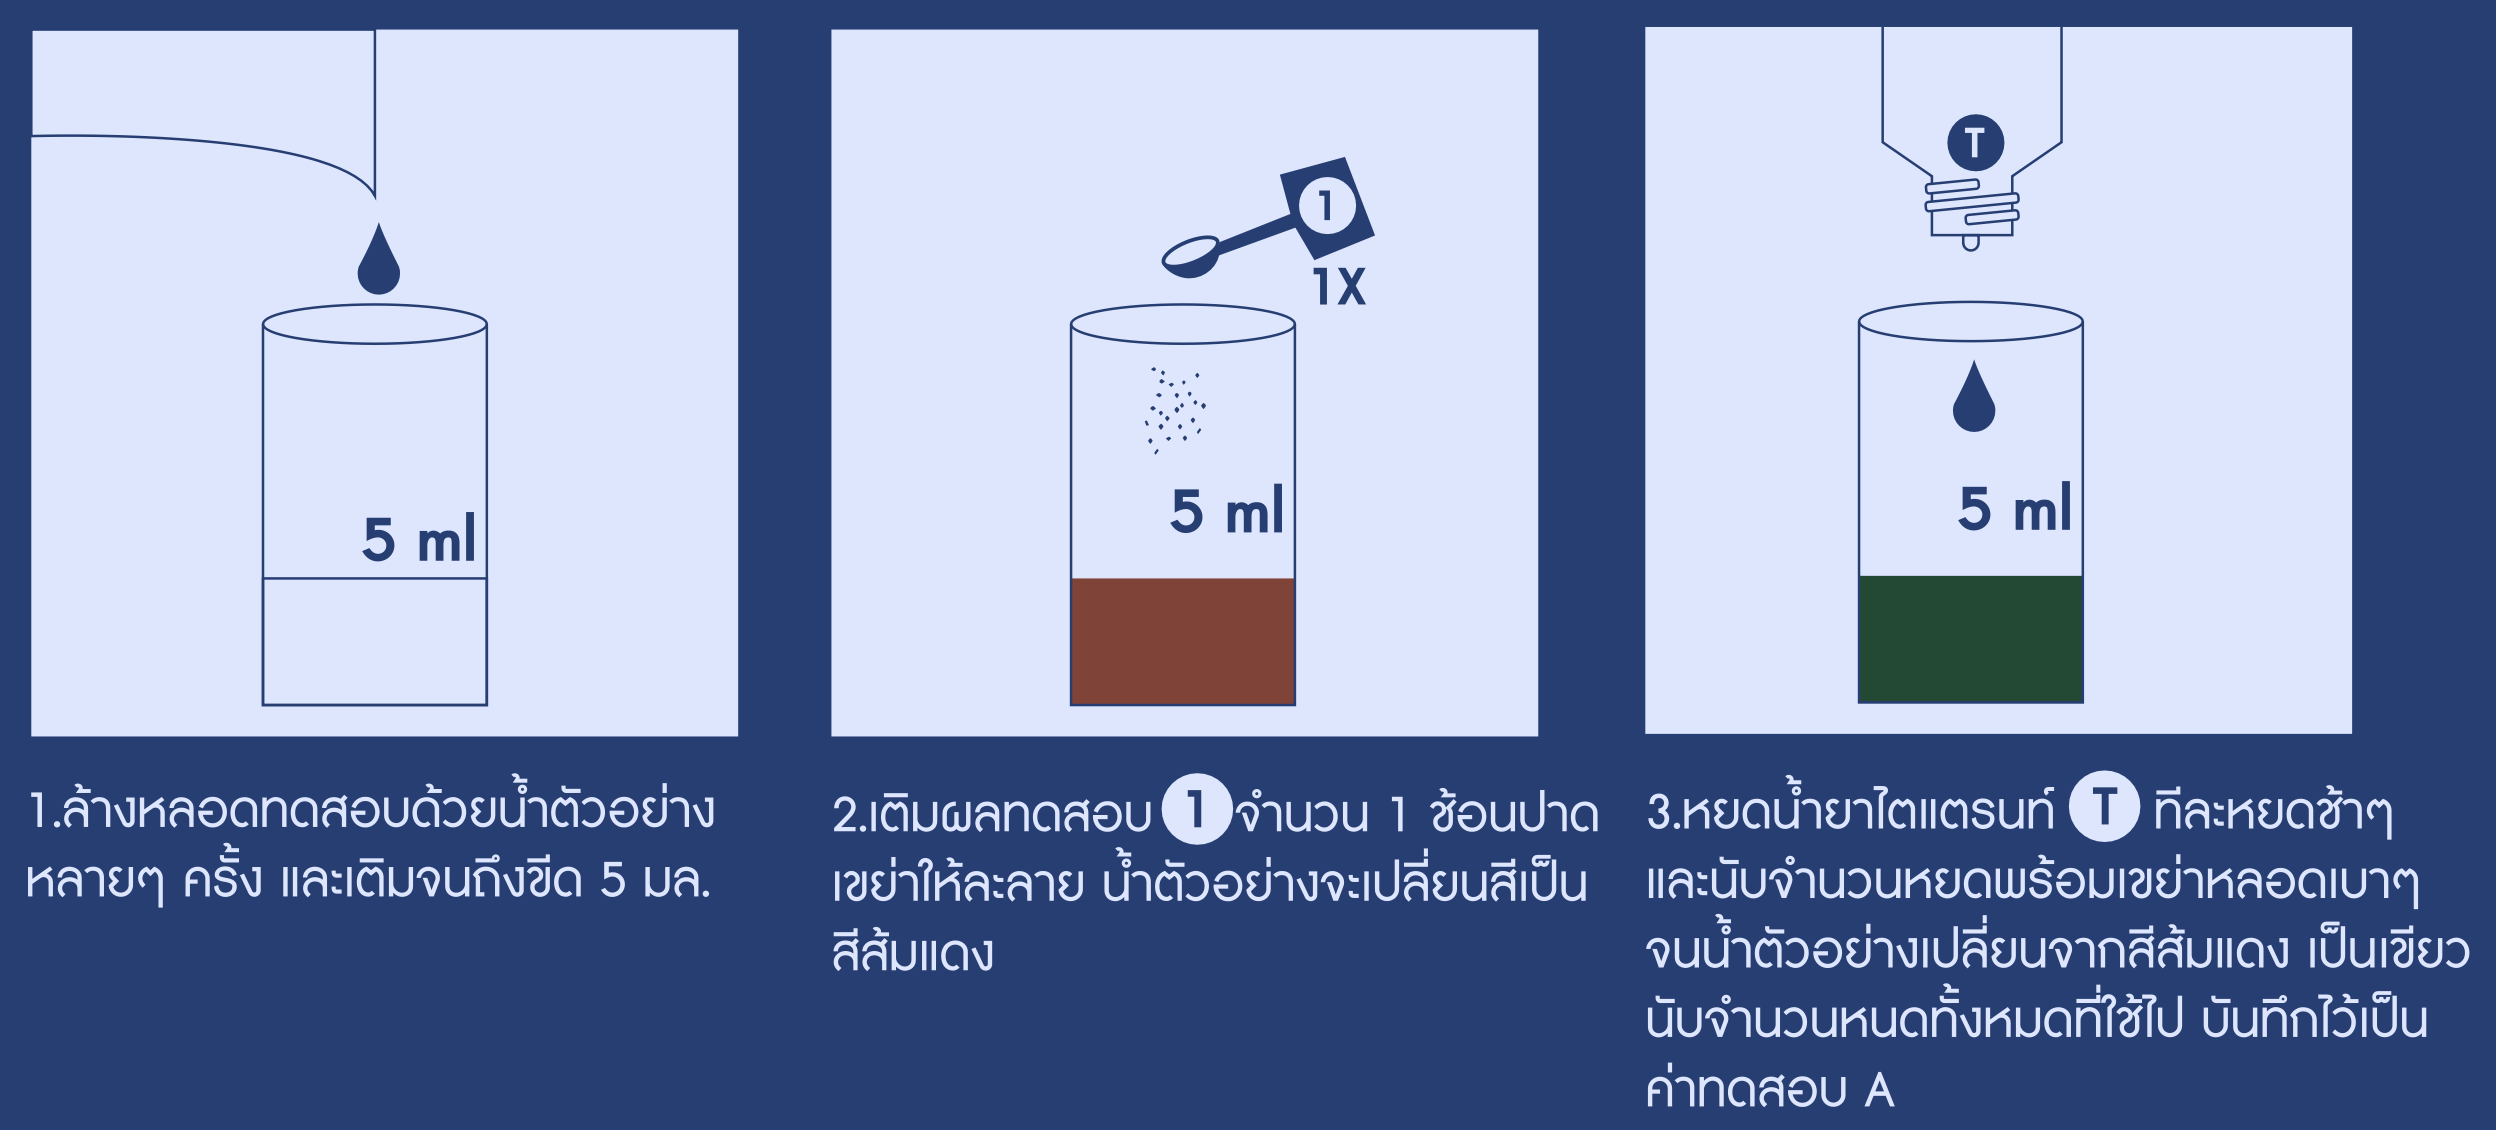 5 ml
1
1X
5 ml
T
5 ml
1.ล้างหลอดทดสอบด้วยน้ำตัวอย่าง
หลายๆ ครั้ง และเติมจนถึงขีด 5 มล.
2.เติมผลทดสอบ 1 จำนวน 1 ช้อนปาด
เขย่าให้ละลาย น้ำตัวอย่างจะเปลี่ยนสีเป็น
สีส้มแดง
3.หยดน้ำยาไตแตรนท์ T ทีละหยดช้าๆ
และนับจำนวนหยดพร้อมเขย่าหลอดเบาๆ
จนน้ำตัวอย่างเปลี่ยนจากสีส้มแดง เป็นเขียว
นับจำนวนหนดทั้งหมดที่ใช้ไป บันทึกไว้เป็น
ค่าทดสอบ A